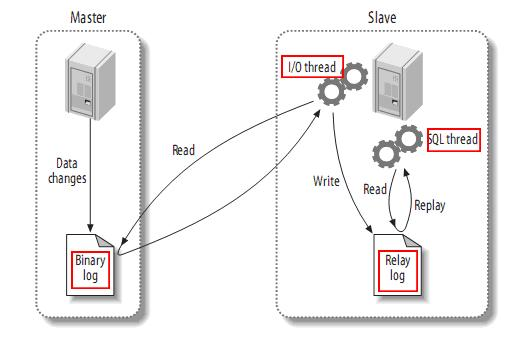 Master
Slave
I/O thread
SQL thread
Read
Data
changes
Write
Read
Replay
Binary
log
Relay
log